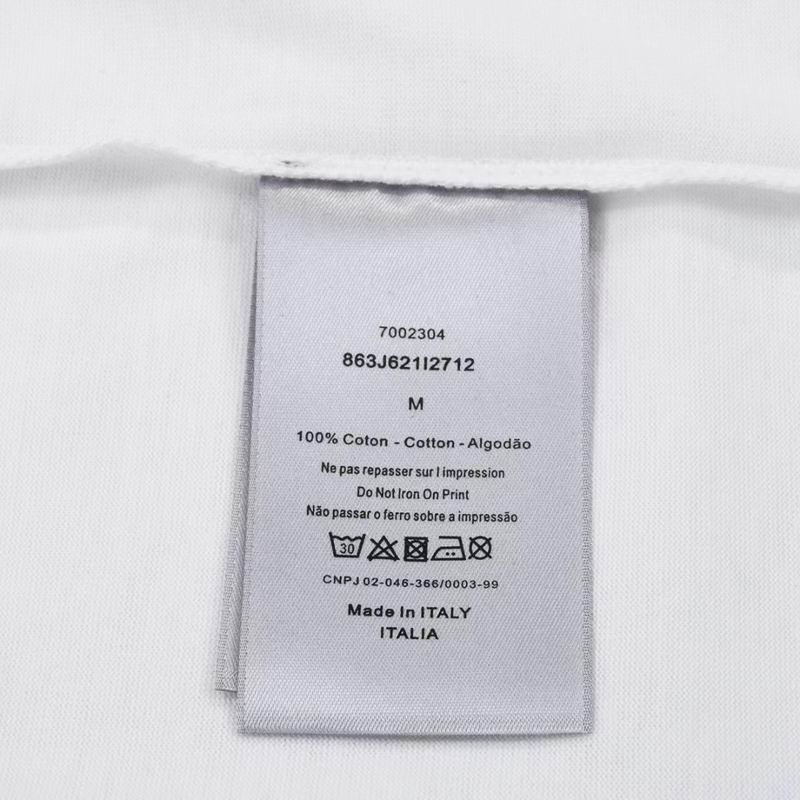 7002304
863J621I2712
M
100% Coton - Cotton - Algodão
Ne pas repasser sur l impression
Do Not Iron On Print
Não passar o ferro sobre a impressão
30
CNPJ 02-046-366/0003-99
Made In ITALY
ITALIA